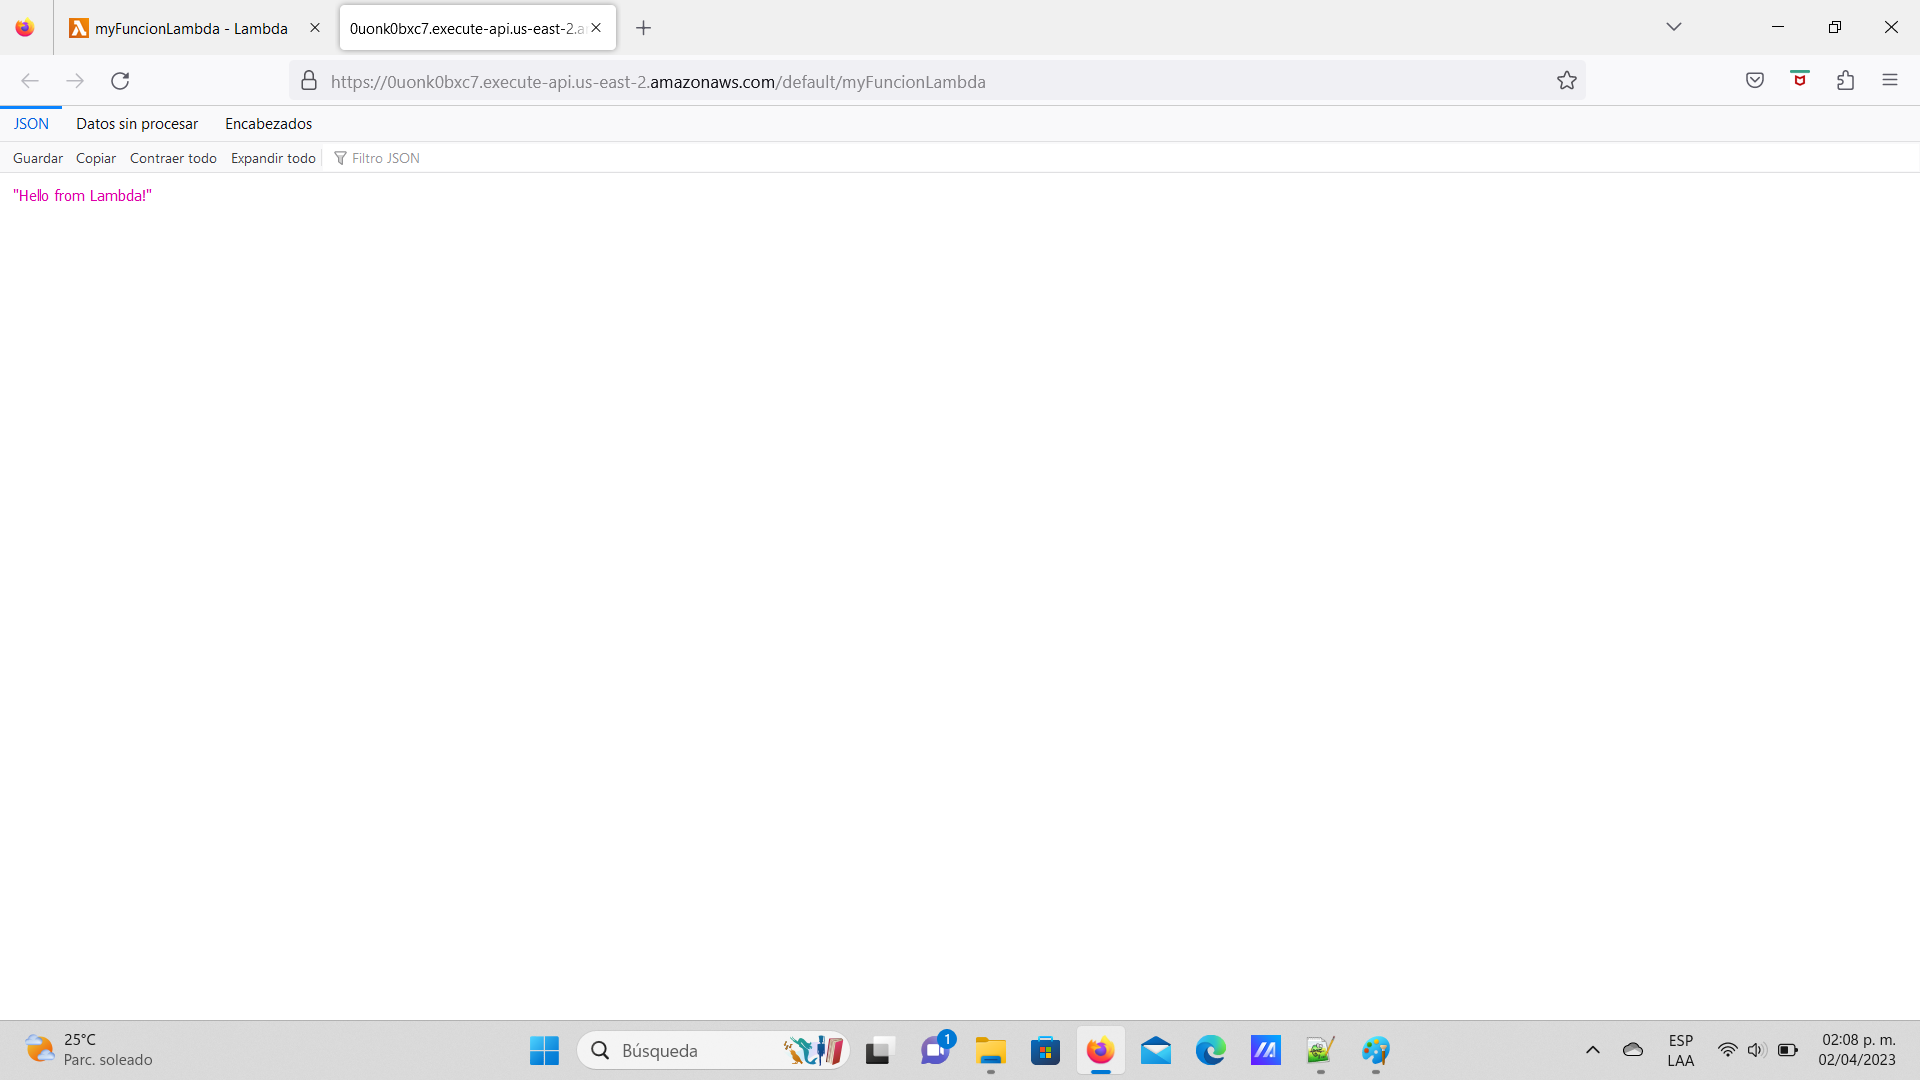 myFuncionLambda - Lambda
0uonk0bxc7.execute-api.us-east-2.a
https://0uonk0bxc7.execute-api.us-east-2.amazonaws.com/default/myFuncionLambda
JSON Datos sin procesar Encabezados
Guardar Copiar Contraer todo Expandir todo Filtro JSON
"Hello from Lambda!"
25°C
Parc. soleado
Búsqueda
1
ESP
LAA
02:08 p. m.
02/04/2023